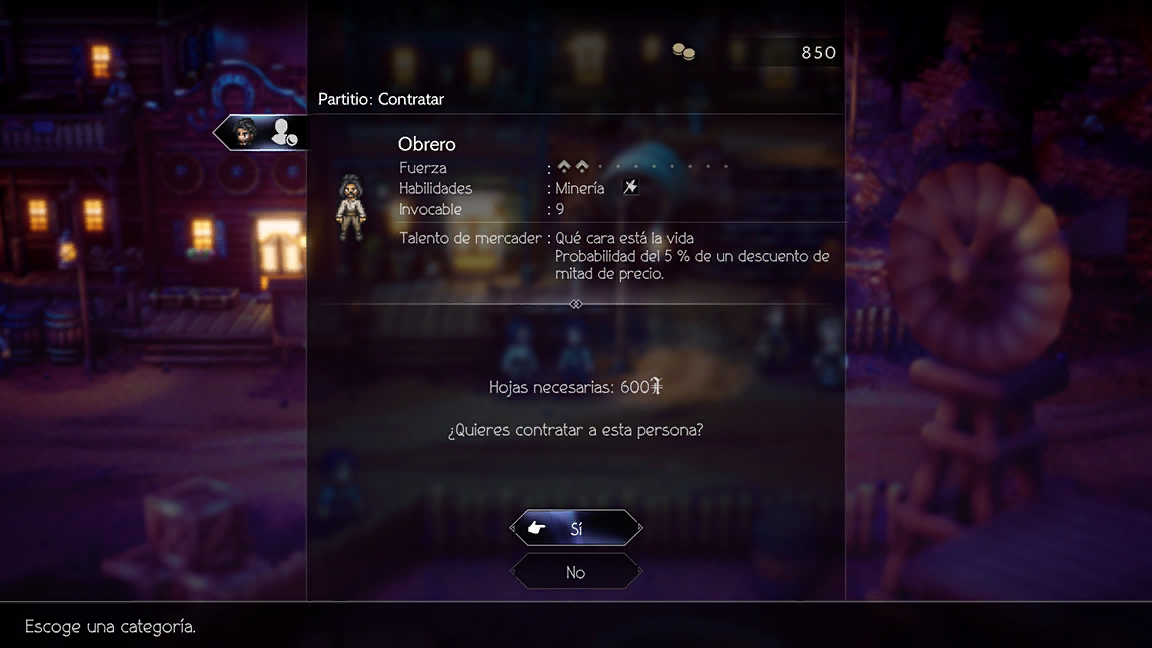 850
Partitio: Contratar
Obrero
Fuerza :
Habilidades : Minería
Invocable : 9
Talento de mercader : Qué cara está la vida
Probabilidad del 5 % de un descuento de
mitad de precio.
Hojas necesarias: 600
¿Quieres contratar a esta persona?
Sí
No
Escoge una categoría.